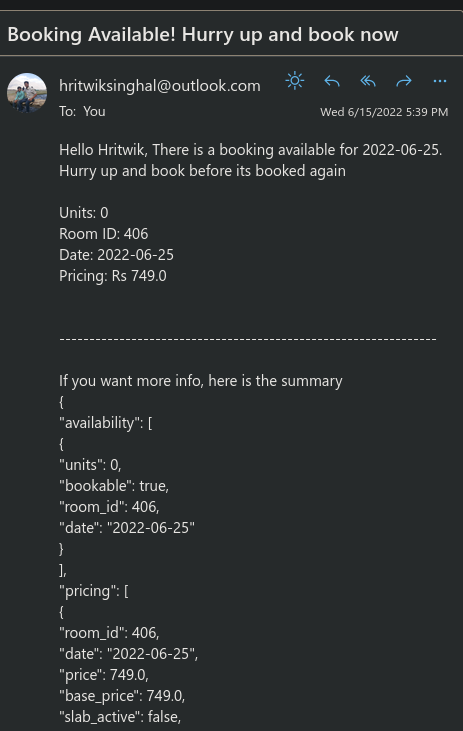 Booking Available! Hurry up and book now
hritwiksinghal@outlook.com
To: You
Wed 6/15/2022 5:39 PM
Hello Hritwik, There is a booking available for 2022-06-25.
Hurry up and book before its booked again
Units: 0
Room ID: 406
Date: 2022-06-25
Pricing: Rs 749.0
---------------------------------------------------------------
If you want more info, here is the summary
{
"availability": [
{
"units": 0,
"bookable": true,
"room_id": 406,
"date": "2022-06-25"
}
],
"pricing": [
{
"room_id": 406,
"date": "2022-06-25",
"price": 749.0,
"base_price": 749.0,
"slab_active": false,